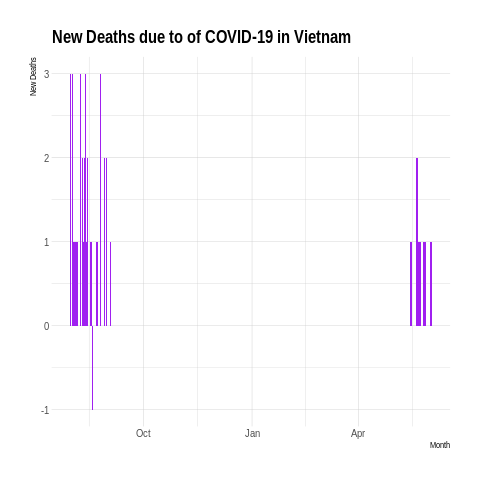 New Deaths due to of COVID-19 in Vietnam
New Deaths
3
2
1
0
-1
Oct Jan Apr
Month